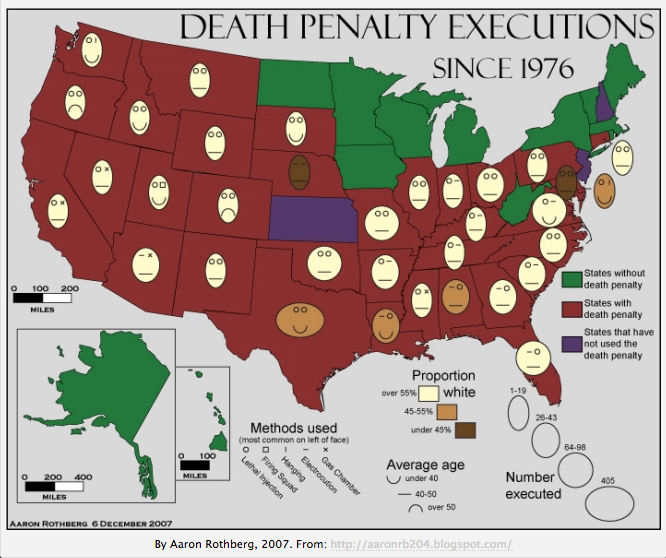 DEATH PENALTY EXECUTIONS
SINCE 1976
0 100 200
MILES
States without
death penalty
States with
death penalty
States that have
not used the
death penalty
Proportion
white
over 55%
45-55%
under 45%
Methods used
(most common on left of face)
Lethal Injection
Firing Squad
Hanging
Electrocution
Gas Chamber
Average age
under 40
40-50
over 50
1-19
26-43
64-98
405
Number
executed
0 200 400
MILES
0 100
MILES
Aaron Rothberg 6 December 2007
By Aaron Rothberg, 2007. From: http://aaronrb204.blogspot.com/